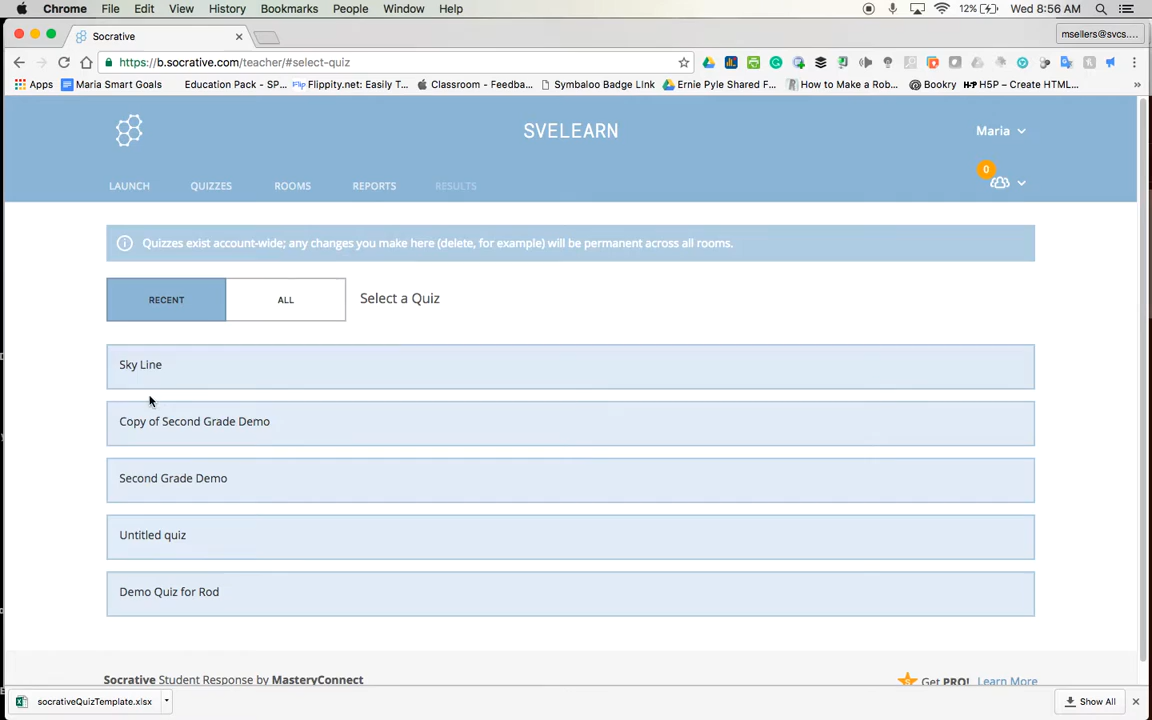 Chrome File Edit View History Bookmarks People Window Help 12% Wed 8:56 AM
Socrative
msellers@svcs....
https://b.socrative.com/teacher/#select-quiz
Apps Maria Smart Goals Education Pack - SP... Flippity.net: Easily T... Classroom - Feedba... Symbaloo Badge Link Ernie Pyle Shared F... How to Make a Rob... Bookry H5P – Create HTML... »
SVELEARN
Maria
0
LAUNCH QUIZZES ROOMS REPORTS RESULTS
Quizzes exist account-wide; any changes you make here (delete, for example) will be permanent across all rooms.
RECENT ALL Select a Quiz
Sky Line
Copy of Second Grade Demo
Second Grade Demo
Untitled quiz
Demo Quiz for Rod
Socrative Student Response by MasteryConnect
Get PRO! Learn More
socrativeQuizTemplate.xlsx
Show All